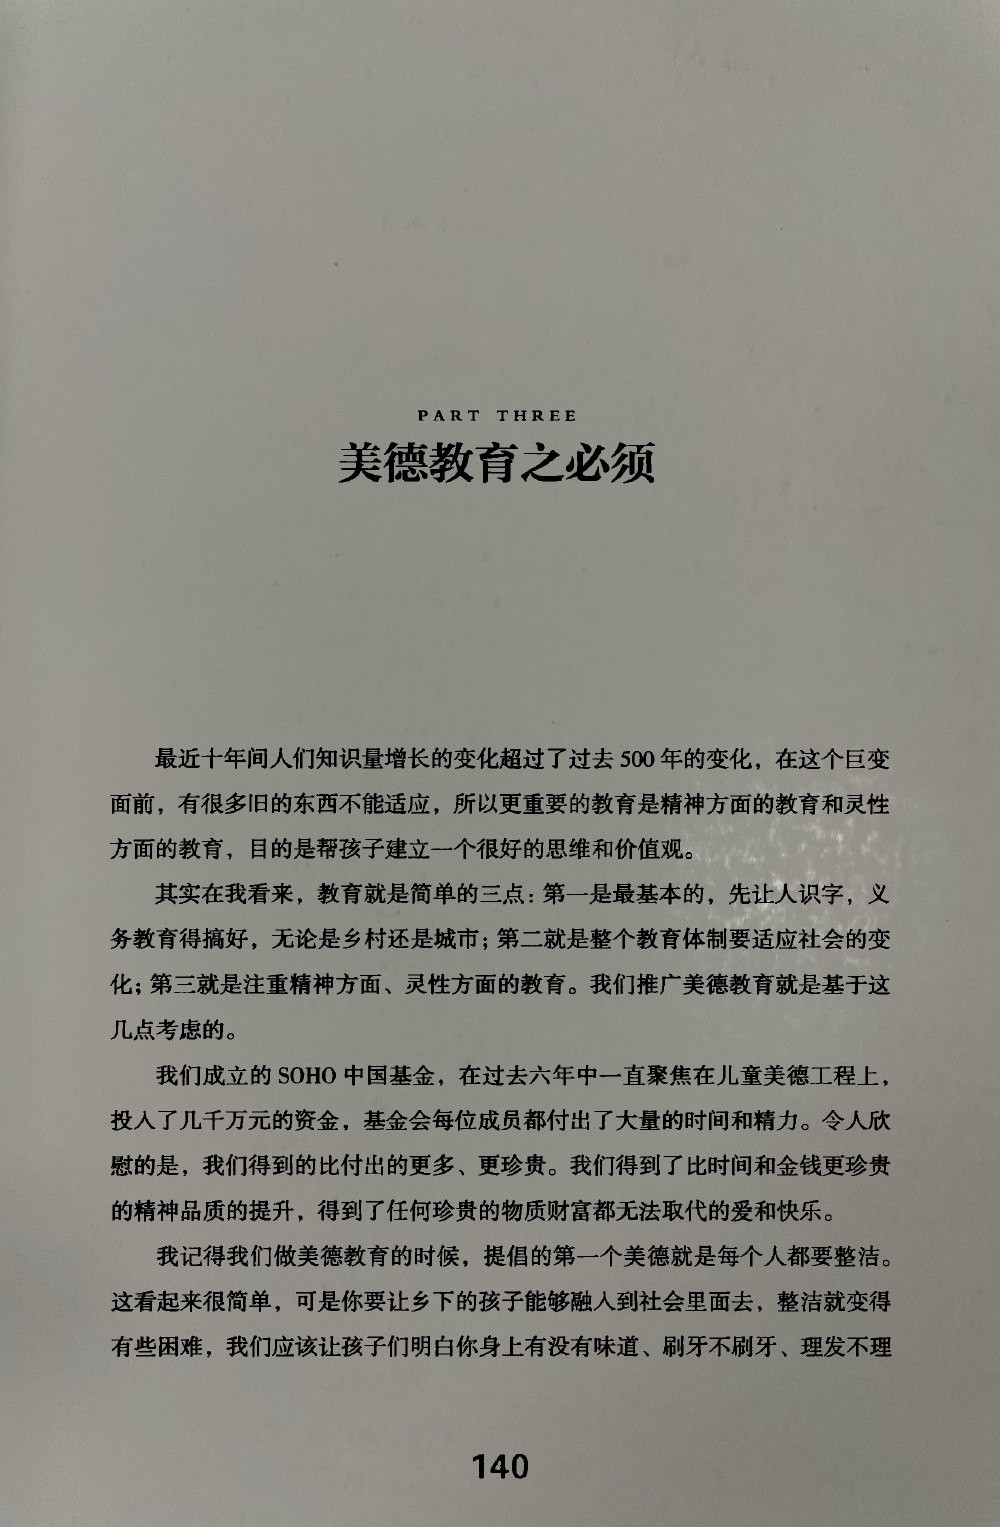 PART THREE
美德教育之必须
最近十年间人们知识量增长的变化超过了过去 500 年的变化，在这个巨变
面前，有很多旧的东西不能适应，所以更重要的教育是精神方面的教育和灵性
方面的教育，目的是帮孩子建立一个很好的思维和价值观。
其实在我看来，教育就是简单的三点：第一是最基本的，先让人识字，义
务教育得搞好，无论是乡村还是城市；第二就是整个教育体制要适应社会的变
化；第三就是注重精神方面、灵性方面的教育。我们推广美德教育就是基于这
几点考虑的。
我们成立的 SOHO 中国基金，在过去六年中一直聚焦在儿童美德工程上，
投入了几千万元的资金，基金会每位成员都付出了大量的时间和精力。令人欣
慰的是，我们得到的比付出的更多、更珍贵。我们得到了比时间和金钱更珍贵
的精神品质的提升，得到了任何珍贵的物质财富都无法取代的爱和快乐。
我记得我们做美德教育的时候，提倡的第一个美德就是每个人都要整洁。
这看起来很简单，可是你要让乡下的孩子能够融入到社会里面去，整洁就变得
有些困难，我们应该让孩子们明白你身上有没有味道、刷牙不刷牙、理发不理
140